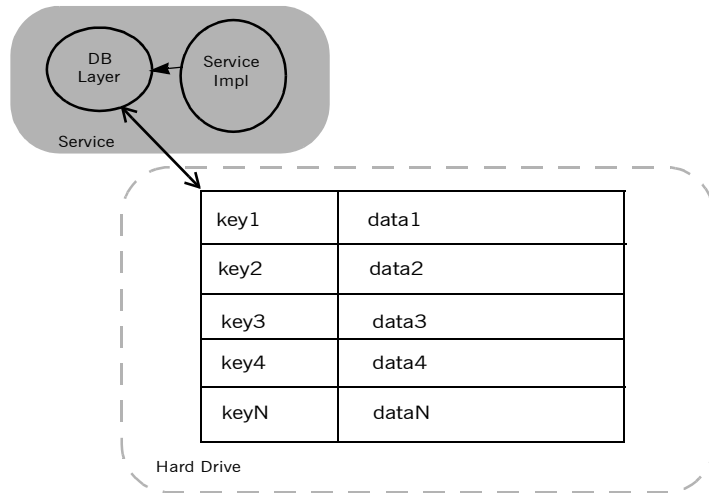 DB
Layer
Service
Impl
Service
key1 data1
key2 data2
key3 data3
key4 data4
keyN dataN
Hard Drive